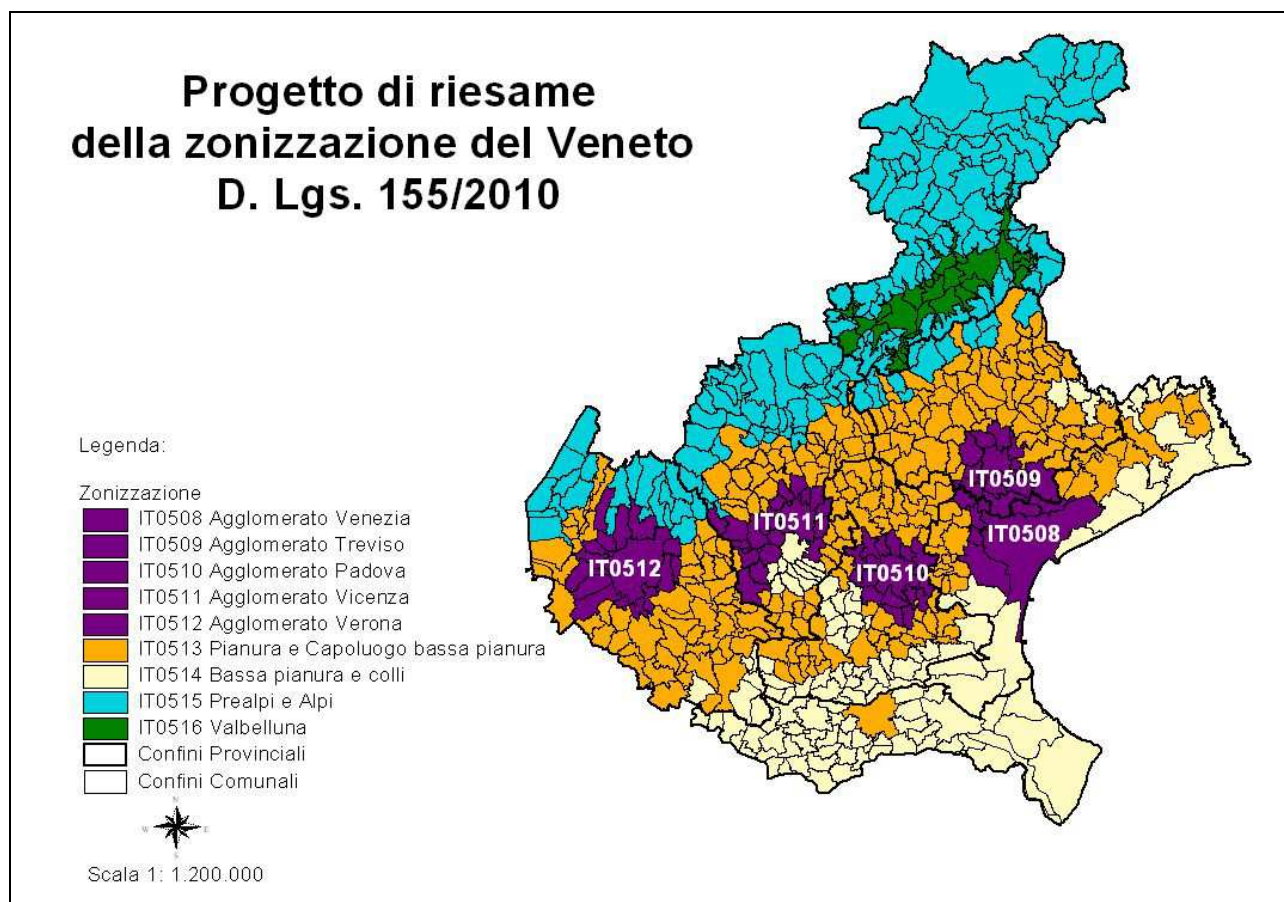 Progetto di riesame
della zonizzazione del Veneto
D. Lgs. 155/2010
Legenda:
Zonizzazione
IT0508 Agglomerato Venezia
IT0509 Agglomerato Treviso
IT0510 Agglomerato Padova
IT0511 Agglomerato Vicenza
IT0512 Agglomerato Verona
IT0513 Pianura e Capoluogo bassa pianura
IT0514 Bassa pianura e colli
IT0515 Prealpi e Alpi
IT0516 Valbelluna
Confini Provinciali
Confini Comunali
N
W E
S
Scala 1: 1.200.000
IT0509
IT0511
IT0508
IT0512
IT0510